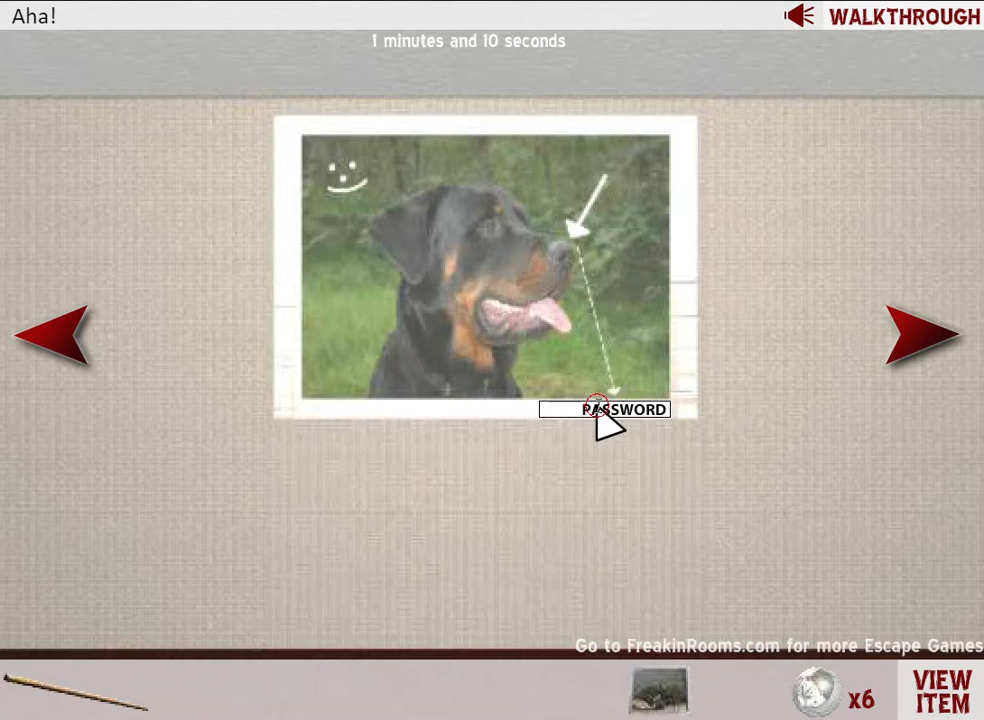 Aha!
WALKTHROUGH
1 minutes and 10 seconds
PASSWORD
Go to FreakinRooms.com for more Escape Games
x6
VIEW
ITEM